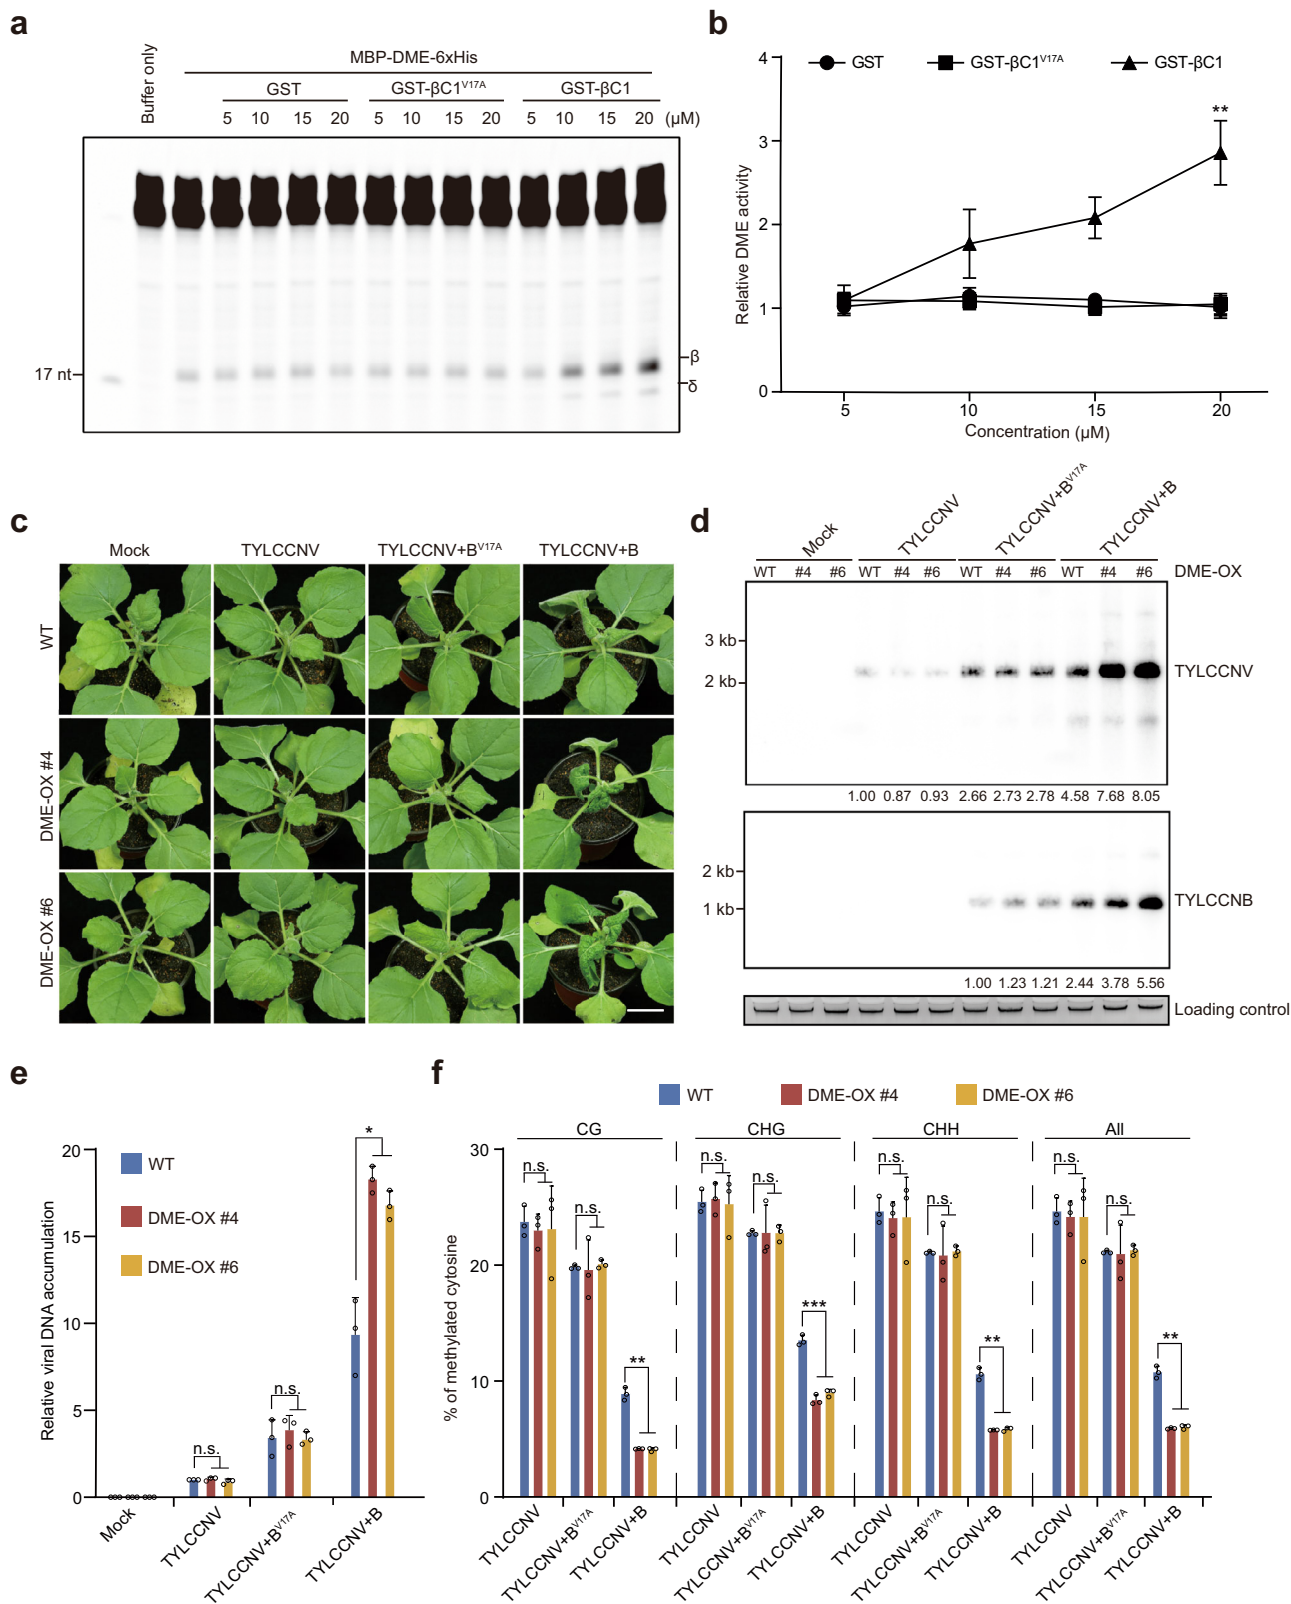 a
Buffer only
MBP-DME-6xHis
GST GST-βC1V17A GST-βC1
5 10 15 20 5 10 15 20 5 10 15 20 (µM)
17 nt
β
δ
b
GST GST-βC1V17A GST-βC1
Relative DME activity
4
3
2
1
0
**
5 10 15 20
Concentration (µM)
c
Mock TYLCCNV TYLCCNV+BV17A TYLCCNV+B
WT
DME-OX #4
DME-OX #6
d
Mock TYLCCNV TYLCCNV+BV17A TYLCCNV+B
WT #4 #6 WT #4 #6 WT #4 #6 WT #4 #6 DME-OX
3 kb
2 kb
TYLCCNV
1.00 0.87 0.93 2.66 2.73 2.78 4.58 7.68 8.05
2 kb
1 kb
TYLCCNB
1.00 1.23 1.21 2.44 3.78 5.56
Loading control
e
WT
DME-OX #4
DME-OX #6
Relative viral DNA accumulation
20
15
10
5
0
n.s. n.s. *
Mock TYLCCNV TYLCCNV+BV17A TYLCCNV+B
f
WT DME-OX #4 DME-OX #6
CG CHG CHH All
% of methylated cytosine
30
20
10
0
n.s. n.s. ** n.s. n.s. *** n.s. n.s. ** n.s. n.s. **
TYLCCNV TYLCCNV+BV17A TYLCCNV+B TYLCCNV TYLCCNV+BV17A TYLCCNV+B TYLCCNV TYLCCNV+BV17A TYLCCNV+B TYLCCNV TYLCCNV+BV17A TYLCCNV+B